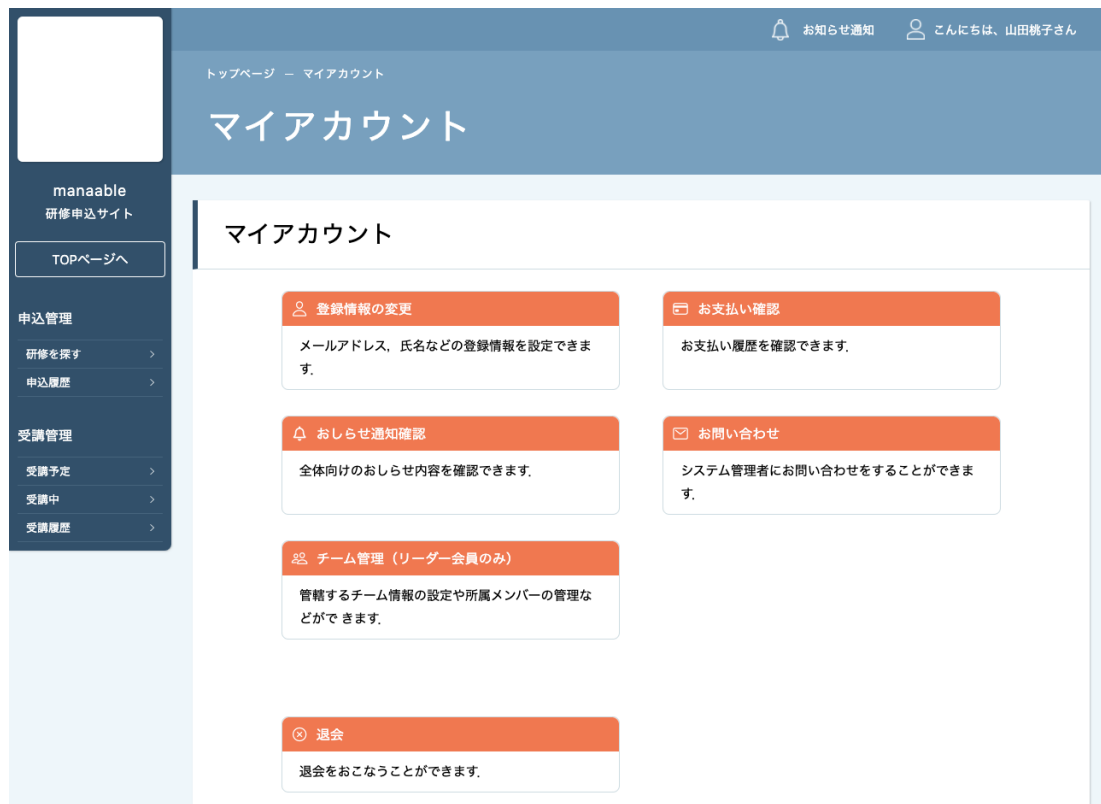 お知らせ通知
こんにちは、山田桃子さん
トップページ － マイアカウント
マイアカウント
manaable
研修申込サイト
TOPページへ
申込管理
研修を探す
申込履歴
受講管理
受講予定
受講中
受講履歴
マイアカウント
登録情報の変更
メールアドレス，氏名などの登録情報を設定できま
す．
お支払い確認
お支払い履歴を確認できます．
おしらせ通知確認
全体向けのおしらせ内容を確認できます．
お問い合わせ
システム管理者にお問い合わせをすることができま
す．
チーム管理（リーダー会員のみ）
管轄するチーム情報の設定や所属メンバーの管理な
どがで きます．
退会
退会をおこなうことができます．